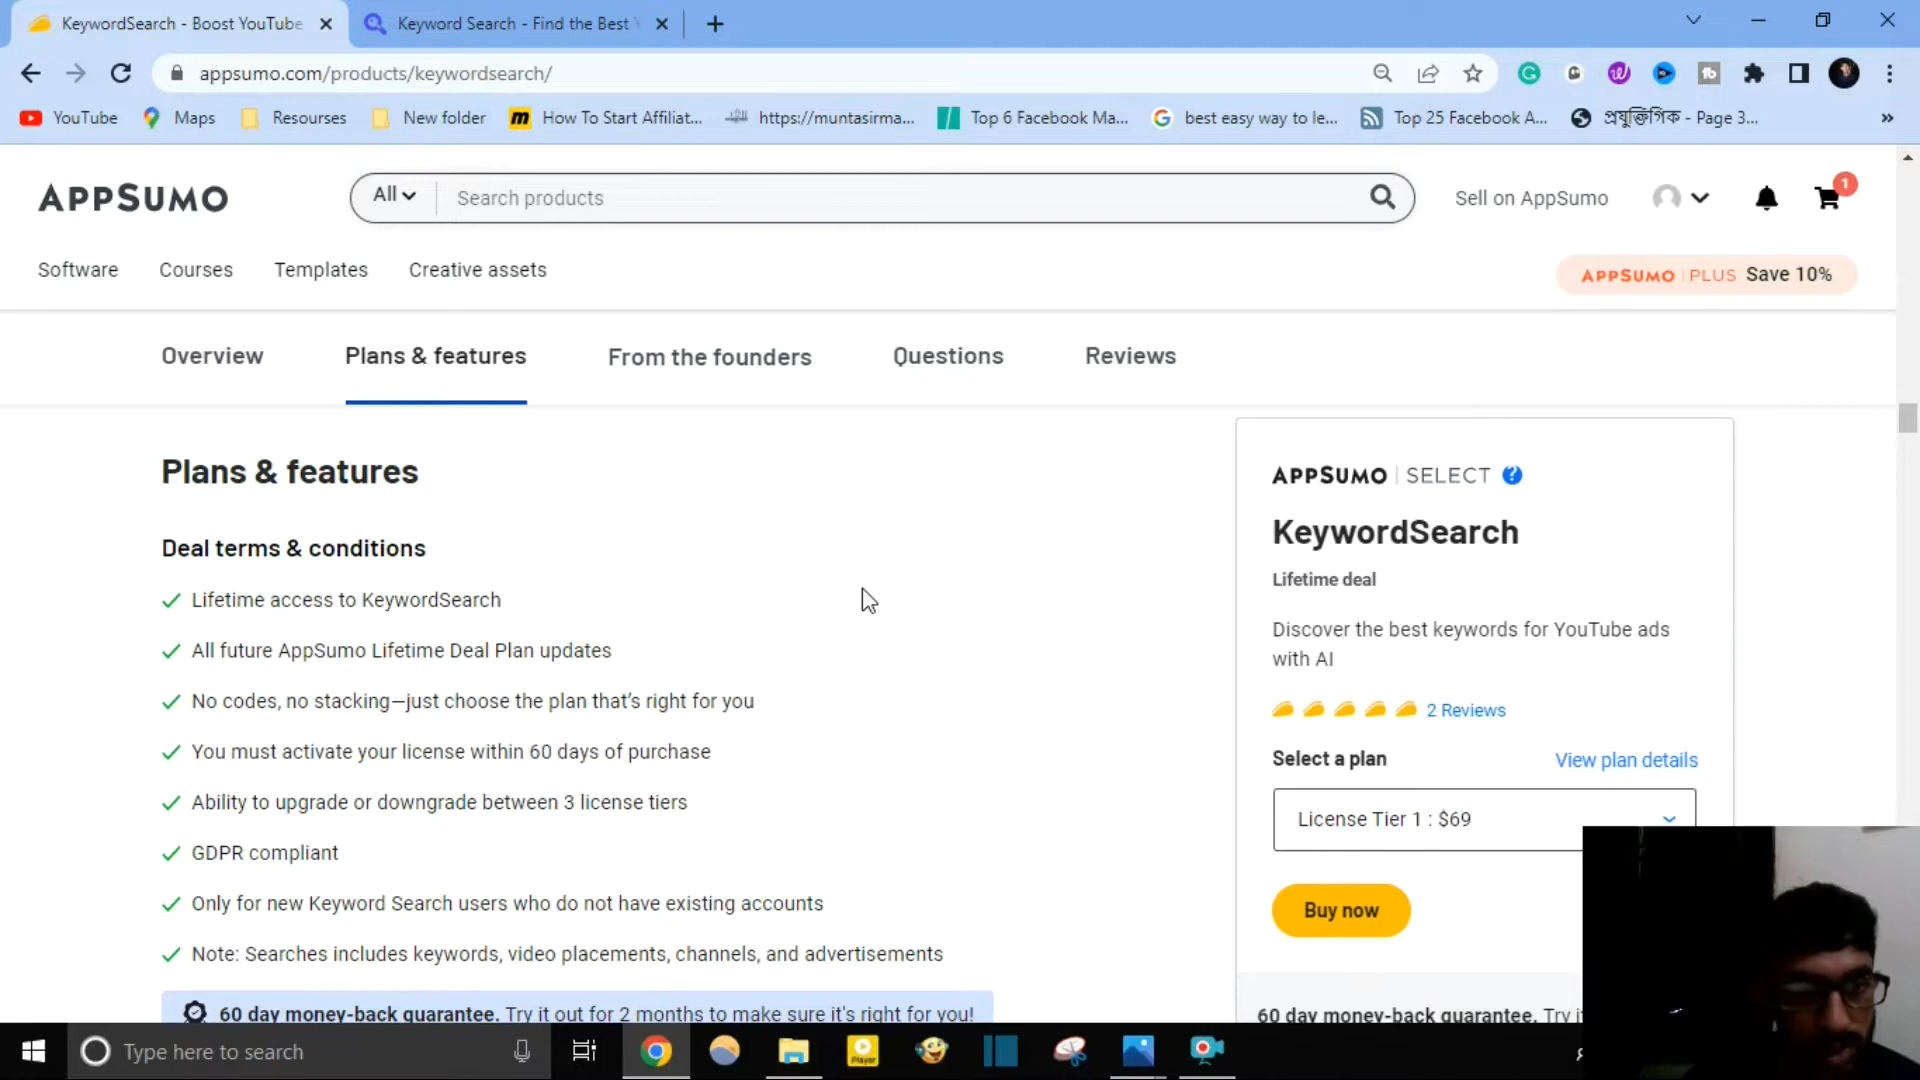 KeywordSearch - Boost YouTube
Keyword Search - Find the Best
appsumo.com/products/keywordsearch/
YouTube
Maps
Resourses
New folder
How To Start Affiliat...
https://muntasirma...
Top 6 Facebook Ma...
best easy way to le...
Top 25 Facebook A...
প্রযুক্তিগিক - Page 3...
»
APPSUMO
All
Search products
Sell on AppSumo
1
Software
Courses
Templates
Creative assets
APPSUMO | PLUS Save 10%
Overview
Plans & features
From the founders
Questions
Reviews
Plans & features
Deal terms & conditions
Lifetime access to KeywordSearch
All future AppSumo Lifetime Deal Plan updates
No codes, no stacking—just choose the plan that's right for you
You must activate your license within 60 days of purchase
Ability to upgrade or downgrade between 3 license tiers
GDPR compliant
Only for new Keyword Search users who do not have existing accounts
Note: Searches includes keywords, video placements, channels, and advertisements
60 day money-back guarantee. Try it out for 2 months to make sure it's right for you!
APPSUMO | SELECT ?
KeywordSearch
Lifetime deal
Discover the best keywords for YouTube ads
with AI
2 Reviews
Select a plan
View plan details
License Tier 1 : $69
Buy now
60 day money-back guarantee. Try i
Type here to search
Player